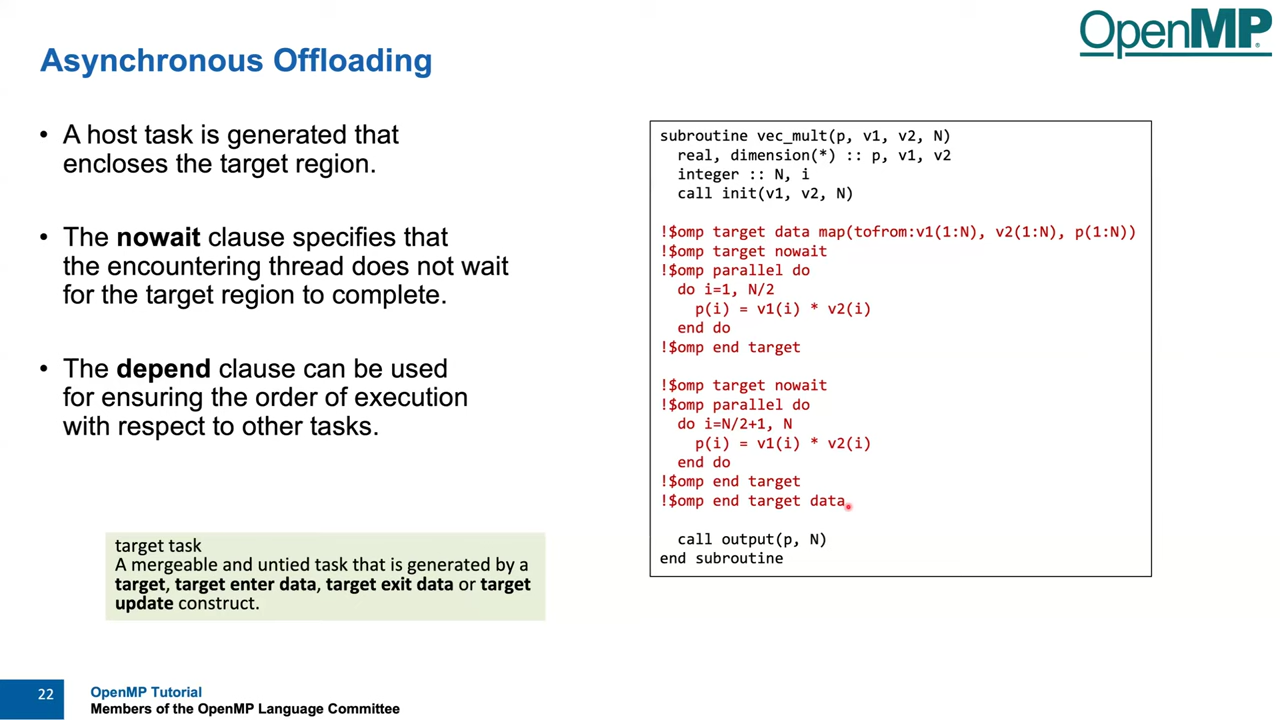 OpenMP
Asynchronous Offloading
• A host task is generated that
encloses the target region.
• The nowait clause specifies that
the encountering thread does not wait
for the target region to complete.
• The depend clause can be used
for ensuring the order of execution
with respect to other tasks.
target task
A mergeable and untied task that is generated by a
target, target enter data, target exit data or target
update construct.
subroutine vec_mult(p, v1, v2, N)
  real, dimension(*) :: p, v1, v2
  integer :: N, i
  call init(v1, v2, N)
!$omp target data map(tofrom:v1(1:N), v2(1:N), p(1:N))
!$omp target nowait
!$omp parallel do
  do i=1, N/2
    p(i) = v1(i) * v2(i)
  end do
!$omp end target
!$omp target nowait
!$omp parallel do
  do i=N/2+1, N
    p(i) = v1(i) * v2(i)
  end do
!$omp end target
!$omp end target data
  call output(p, N)
end subroutine
22
OpenMP Tutorial
Members of the OpenMP Language Committee